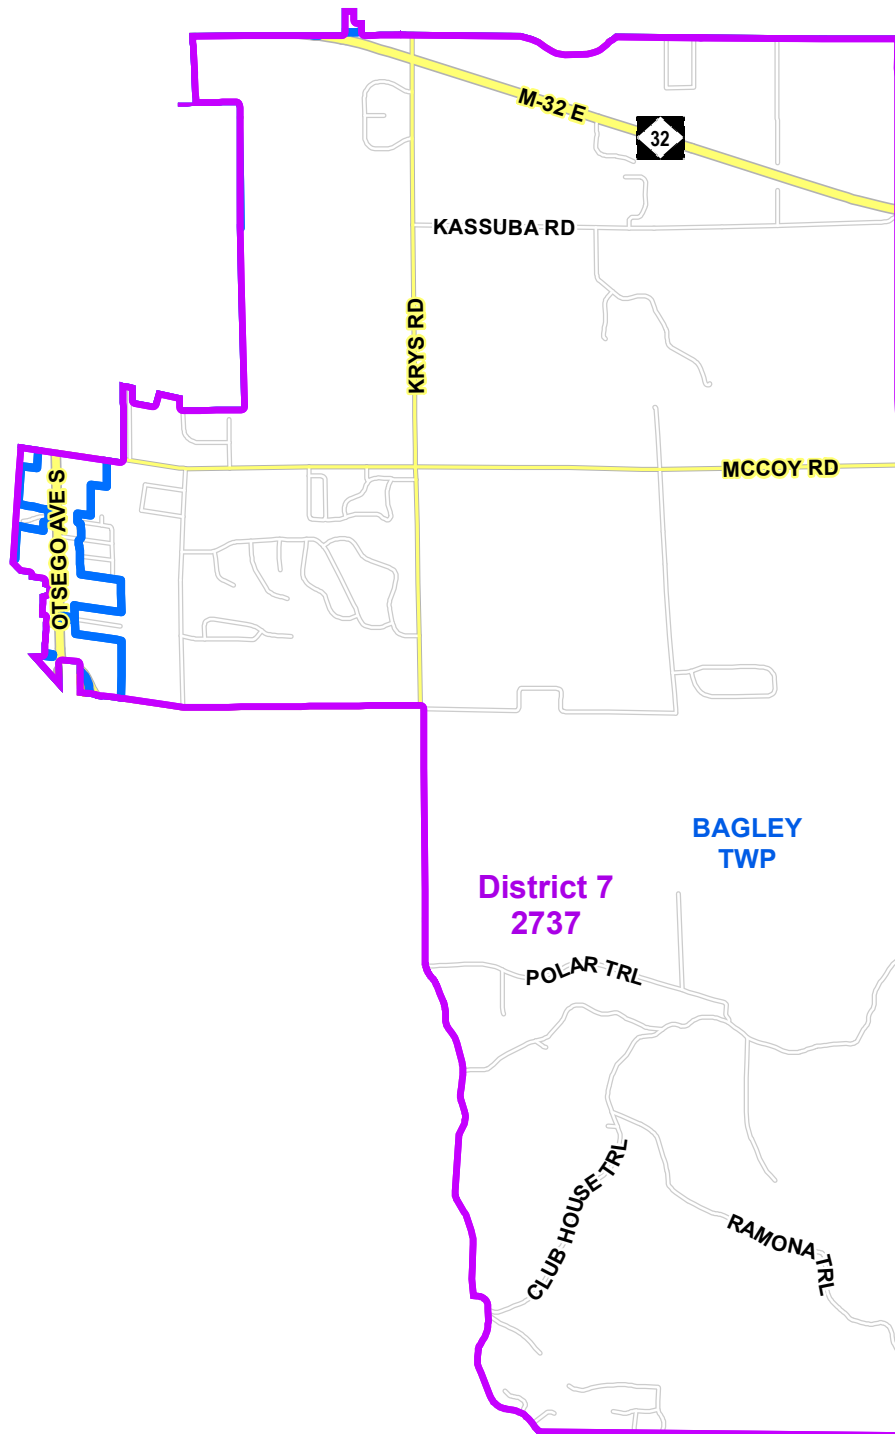 M-32 E
32
KASSUBA RD
KRYS RD
MCCOY RD
OTSEGO AVE S
BAGLEY
TWP
District 7
2737
POLAR TRL
CLUB HOUSE TRL
RAMONA TRL